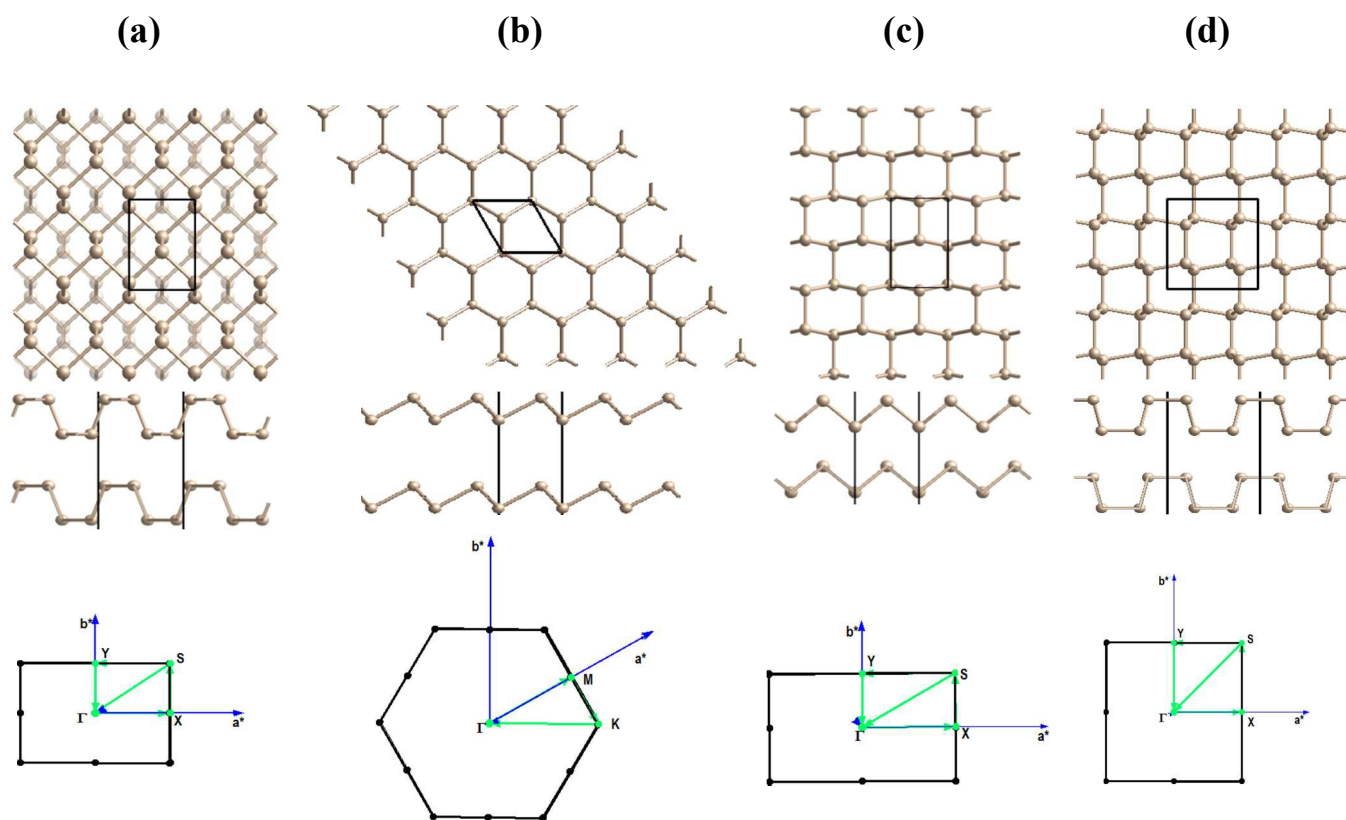 (a) (b) (c) (d)
b* Y S Γ X a*
b* a* M Γ K
b* Y S Γ X a*
b* Y S Γ X a*